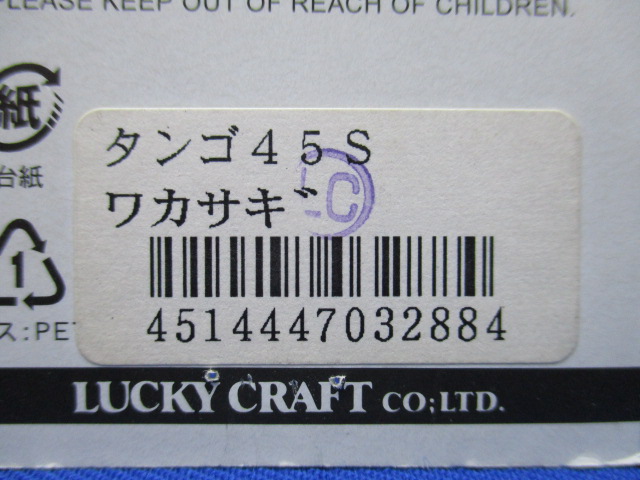 PLEASE KEEP OUT OF REACH OF CHILDREN.
紙
台紙
タンゴ45S
ワカサギ
LC
1
ス:PET
4514447032884
LUCKY CRAFT CO;LTD.